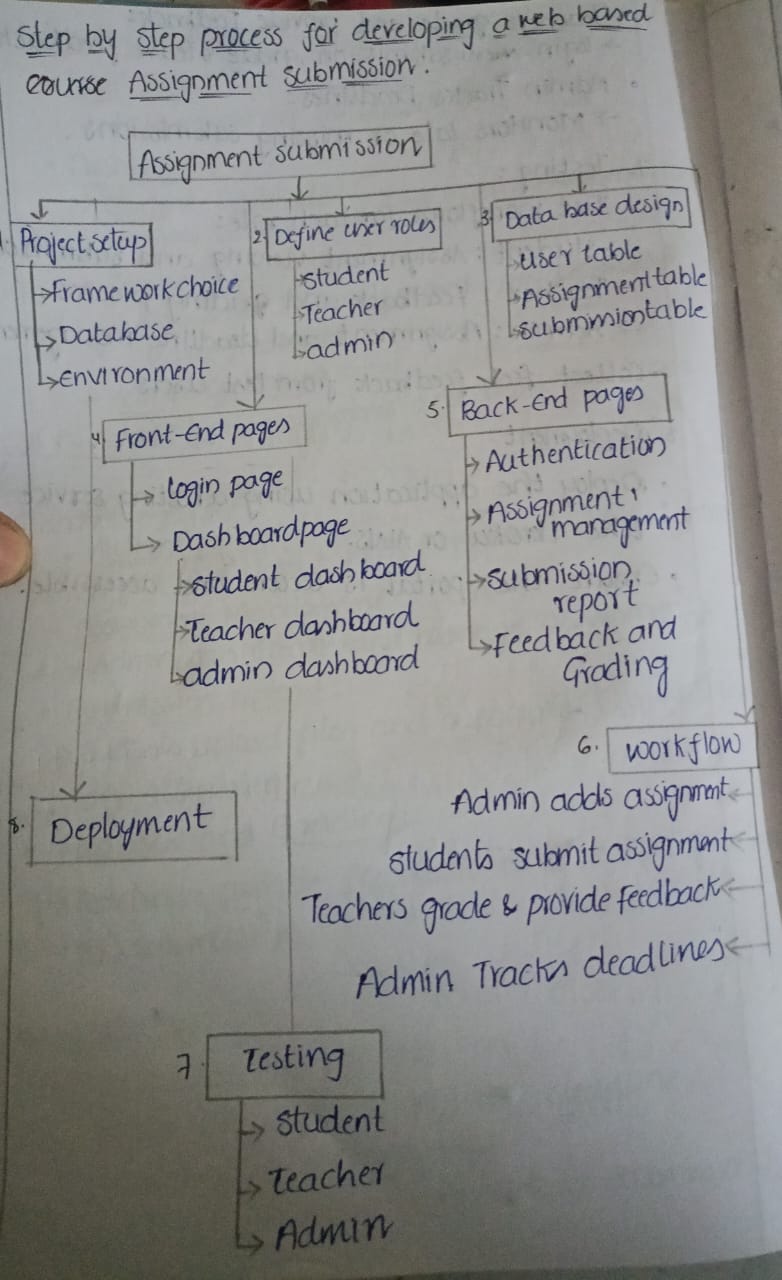 Step by step process for developing a web based
course Assignment submission.
Assignment submission
1. Project setup
Framework choice
Database
environment
2. Define user roles
student
Teacher
admin
3. Data base design
user table
Assignment table
submmiontable
4. Front-End pages
login page
Dashboard page
student dashboard
Teacher dashboard
admin dashboard
5. Back-End pages
Authentication
Assignment
management
submission
report
Feedback and
Grading
6. workflow
Admin adds assignment
students submit assignment
Teachers grade & provide feedback
Admin Tracks deadlines
7. Testing
student
Teacher
Admin
8. Deployment